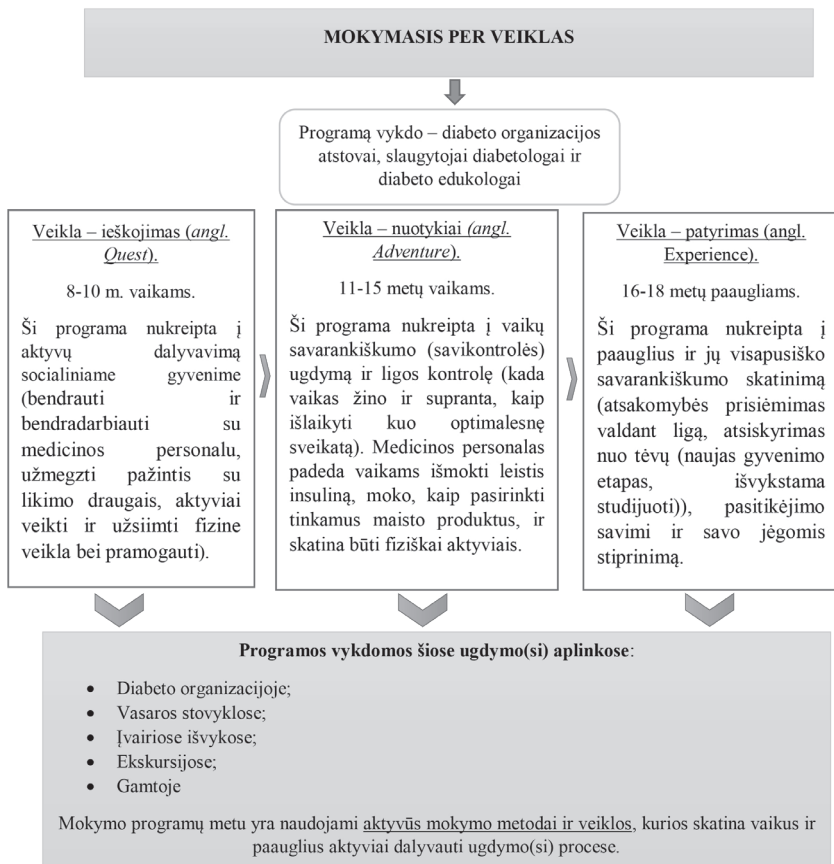 MOKYMASIS PER VEIKLAS
Programą vykdo – diabeto organizacijos
atstovai, slaugytojai diabetologai ir
diabeto edukologai
Veikla – ieškojimas (angl.
Quest).
8-10 m. vaikams.
Ši programa nukreipta į
aktyvų dalyvavimą
socialiniame gyvenime
(bendrauti ir
bendradarbiauti su
medicinos personalu,
užmegzti pažintis su
likimo draugais, aktyviai
veikti ir užsiimti fizine
veikla bei pramogauti).
Veikla – nuotykiai (angl.
Adventure).
11-15 metų vaikams.
Ši programa nukreipta į vaikų
savarankiškumo (savikontrolės)
ugdymą ir ligos kontrolę (kada
vaikas žino ir supranta, kaip
išlaikyti kuo optimalesnę
sveikatą). Medicinos personalas
padeda vaikams išmokti leistis
insuliną, moko, kaip pasirinkti
tinkamus maisto produktus, ir
skatina būti fiziškai aktyviais.
Veikla – patyrimas (angl.
Experience).
16-18 metų paaugliams.
Ši programa nukreipta į
paauglius ir jų visapusiško
savarankiškumo skatinimą
(atsakomybės prisiėmimas
valdant ligą, atsiskyrimas
nuo tėvų (naujas gyvenimo
etapas, išvykstama
studijuoti)), pasitikėjimo
savimi ir savo jėgomis
stiprinimą.
Programos vykdomos šiose ugdymo(si) aplinkose:
• Diabeto organizacijoje;
• Vasaros stovyklose;
• Įvairiose išvykose;
• Ekskursijose;
• Gamtoje
Mokymo programų metu yra naudojami aktyvūs mokymo metodai ir veiklos, kurios skatina vaikus ir
paauglius aktyviai dalyvauti ugdymo(si) procese.